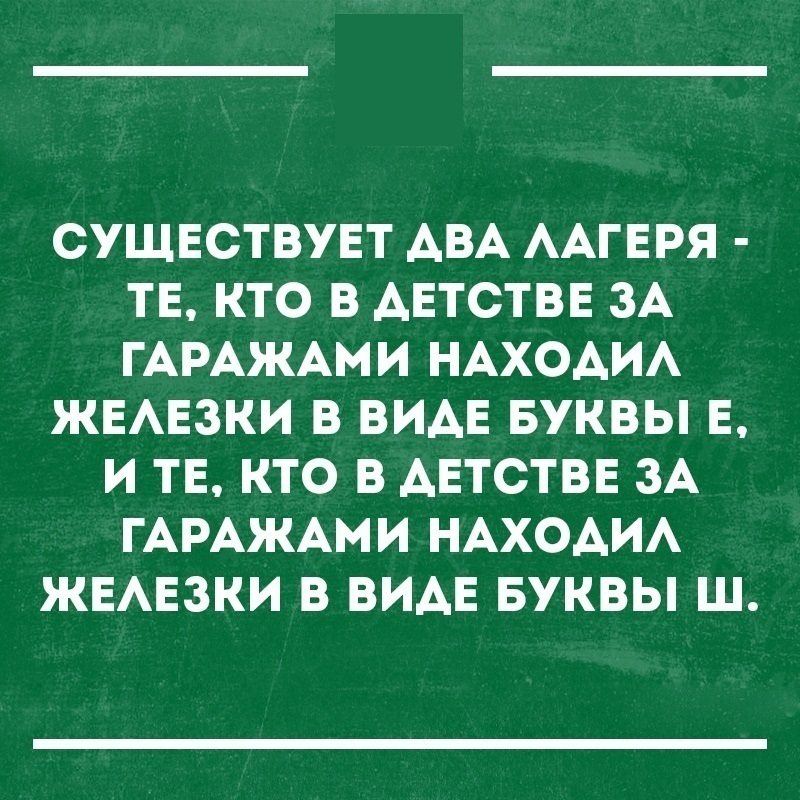 СУЩЕСТВУЕТ ДВА ЛАГЕРЯ -
ТЕ, КТО В ДЕТСТВЕ ЗА
ГАРАЖАМИ НАХОДИЛ
ЖЕЛЕЗКИ В ВИДЕ БУКВЫ Е,
И ТЕ, КТО В ДЕТСТВЕ ЗА
ГАРАЖАМИ НАХОДИЛ
ЖЕЛЕЗКИ В ВИДЕ БУКВЫ Ш.